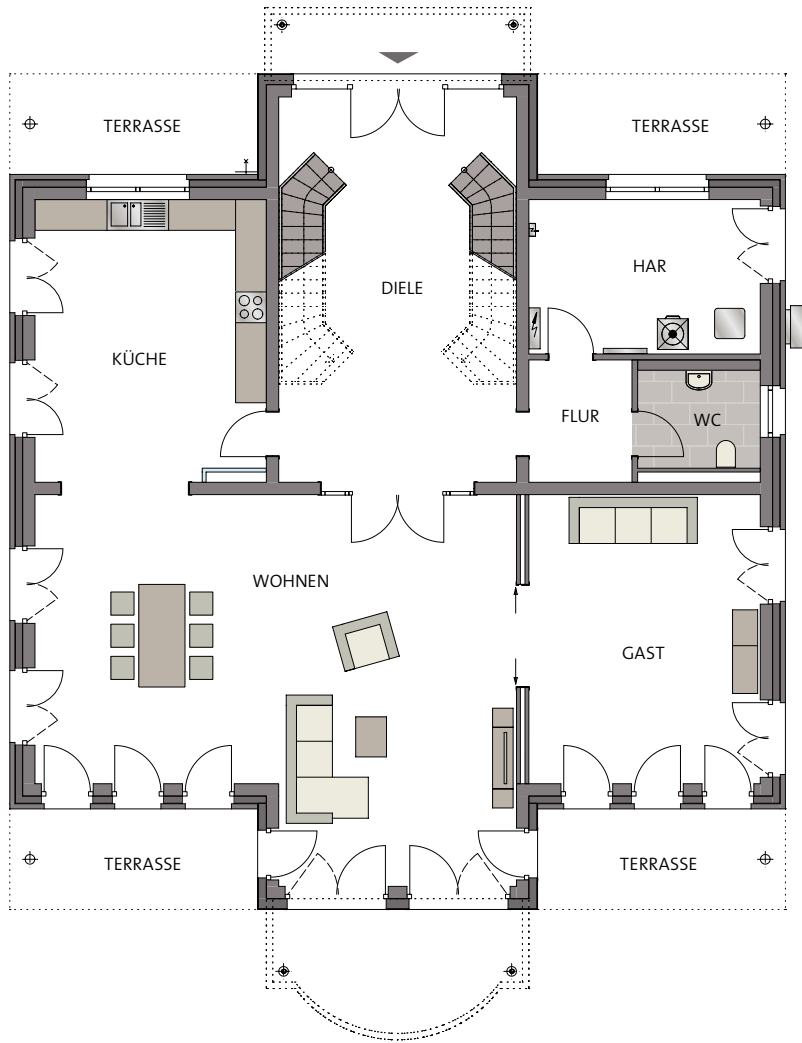 TERRASSE
TERRASSE
HAR
DIELE
KÜCHE
FLUR
WC
WOHNEN
GAST
TERRASSE
TERRASSE